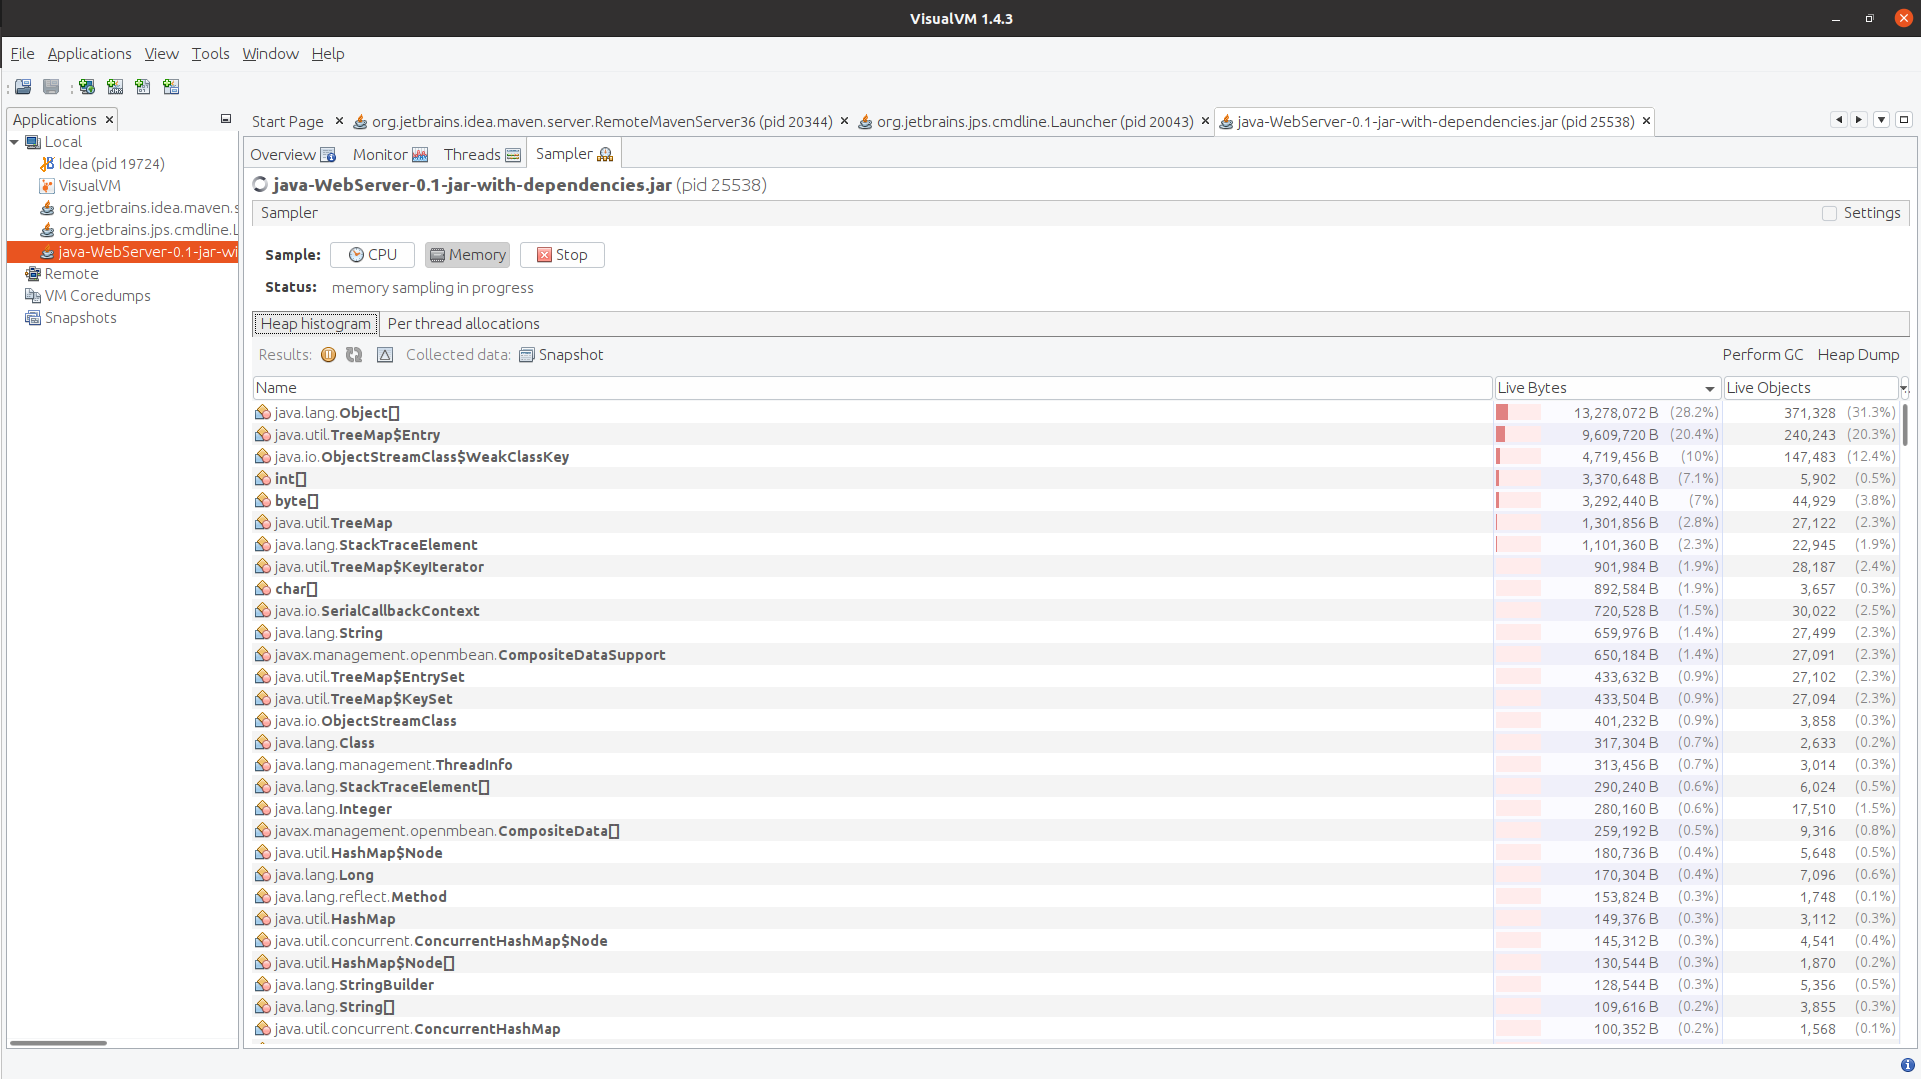 VisualVM 1.4.3
File Applications View Tools Window Help
Applications
Local
Idea (pid 19724)
VisualVM
org.jetbrains.idea.maven.s
org.jetbrains.jps.cmdline.L
java-WebServer-0.1-jar-wi
Remote
VM Coredumps
Snapshots
Start Page org.jetbrains.idea.maven.server.RemoteMavenServer36 (pid 20344) org.jetbrains.jps.cmdline.Launcher (pid 20043) java-WebServer-0.1-jar-with-dependencies.jar (pid 25538)
Overview Monitor Threads Sampler
java-WebServer-0.1-jar-with-dependencies.jar (pid 25538)
Sampler Settings
Sample: CPU Memory Stop
Status: memory sampling in progress
Heap histogram Per thread allocations
Results: Collected data: Snapshot Perform GC Heap Dump
Name Live Bytes Live Objects
java.lang.Object[] 13,278,072 B (28.2%) 371,328 (31.3%)
java.util.TreeMap$Entry 9,609,720 B (20.4%) 240,243 (20.3%)
java.io.ObjectStreamClass$WeakClassKey 4,719,456 B (10%) 147,483 (12.4%)
int[] 3,370,648 B (7.1%) 5,902 (0.5%)
byte[] 3,292,440 B (7%) 44,929 (3.8%)
java.util.TreeMap 1,301,856 B (2.8%) 27,122 (2.3%)
java.lang.StackTraceElement 1,101,360 B (2.3%) 22,945 (1.9%)
java.util.TreeMap$KeyIterator 901,984 B (1.9%) 28,187 (2.4%)
char[] 892,584 B (1.9%) 3,657 (0.3%)
java.io.SerialCallbackContext 720,528 B (1.5%) 30,022 (2.5%)
java.lang.String 659,976 B (1.4%) 27,499 (2.3%)
javax.management.openmbean.CompositeDataSupport 650,184 B (1.4%) 27,091 (2.3%)
java.util.TreeMap$EntrySet 433,632 B (0.9%) 27,102 (2.3%)
java.util.TreeMap$KeySet 433,504 B (0.9%) 27,094 (2.3%)
java.io.ObjectStreamClass 401,232 B (0.9%) 3,858 (0.3%)
java.lang.Class 317,304 B (0.7%) 2,633 (0.2%)
java.lang.management.ThreadInfo 313,456 B (0.7%) 3,014 (0.3%)
java.lang.StackTraceElement[] 290,240 B (0.6%) 6,024 (0.5%)
java.lang.Integer 280,160 B (0.6%) 17,510 (1.5%)
javax.management.openmbean.CompositeData[] 259,192 B (0.5%) 9,316 (0.8%)
java.util.HashMap$Node 180,736 B (0.4%) 5,648 (0.5%)
java.lang.Long 170,304 B (0.4%) 7,096 (0.6%)
java.lang.reflect.Method 153,824 B (0.3%) 1,748 (0.1%)
java.util.HashMap 149,376 B (0.3%) 3,112 (0.3%)
java.util.concurrent.ConcurrentHashMap$Node 145,312 B (0.3%) 4,541 (0.4%)
java.util.HashMap$Node[] 130,544 B (0.3%) 1,870 (0.2%)
java.lang.StringBuilder 128,544 B (0.3%) 5,356 (0.5%)
java.lang.String[] 109,616 B (0.2%) 3,855 (0.3%)
java.util.concurrent.ConcurrentHashMap 100,352 B (0.2%) 1,568 (0.1%)